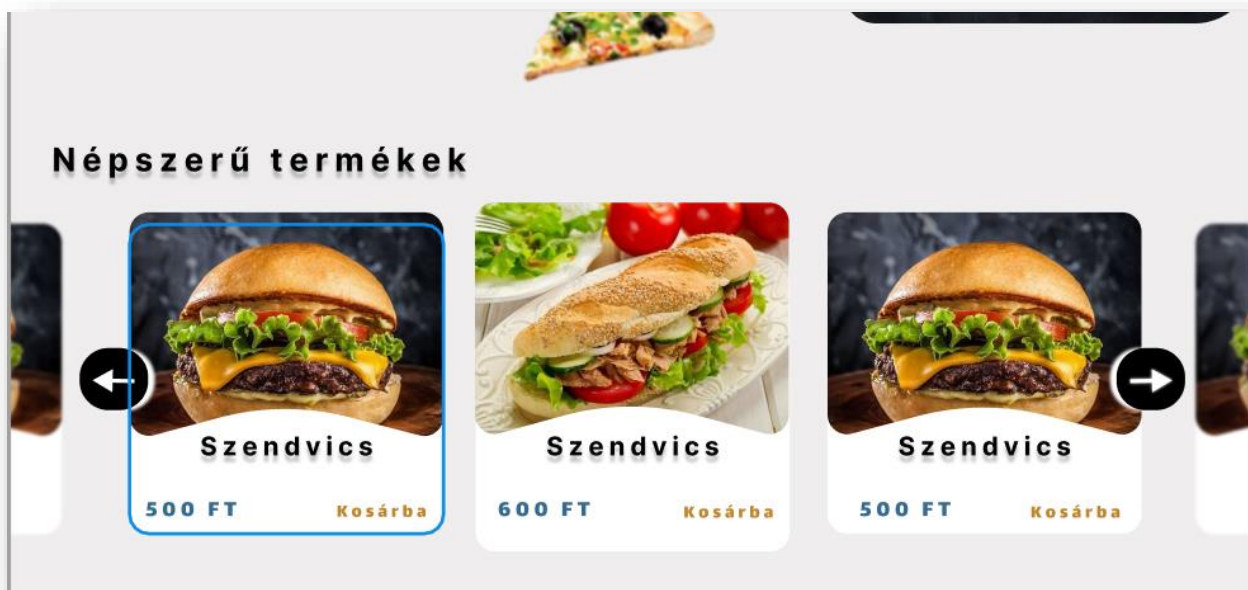 Népszerű termékek
Szendvics
500 FT Kosárba
Szendvics
600 FT Kosárba
Szendvics
500 FT Kosárba